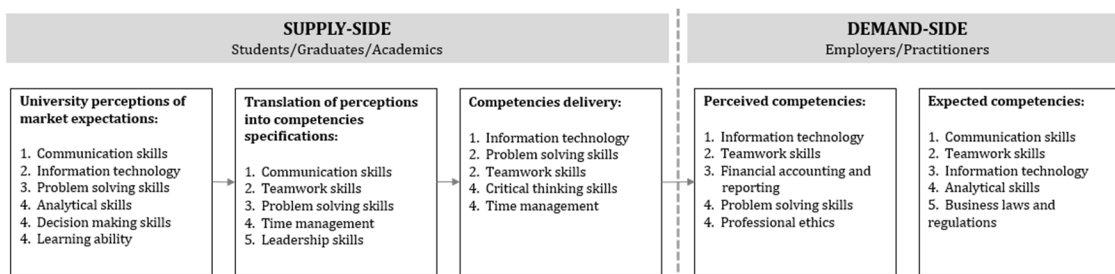 SUPPLY-SIDE
Students/Graduates/Academics
DEMAND-SIDE
Employers/Practitioners
University perceptions of
market expectations:
1. Communication skills
2. Information technology
3. Problem solving skills
4. Analytical skills
4. Decision making skills
4. Learning ability
Translation of perceptions
into competencies
specifications:
1. Communication skills
2. Teamwork skills
3. Problem solving skills
4. Time management
5. Leadership skills
Competencies delivery:
1. Information technology
2. Problem solving skills
2. Teamwork skills
4. Critical thinking skills
4. Time management
Perceived competencies:
1. Information technology
2. Teamwork skills
3. Financial accounting and
reporting
4. Problem solving skills
4. Professional ethics
Expected competencies:
1. Communication skills
2. Teamwork skills
3. Information technology
4. Analytical skills
5. Business laws and
regulations